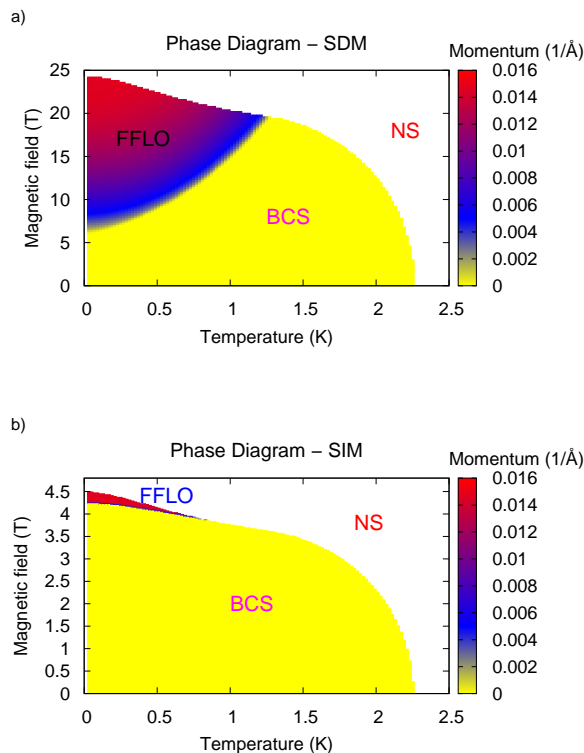 a)
Phase Diagram – SDM
Momentum (1/Å)
25
20
15
10
5
0
Magnetic field (T)
FFLO
BCS
NS
0 0.5 1 1.5 2 2.5
Temperature (K)
0.016
0.014
0.012
0.01
0.008
0.006
0.004
0.002
0
b)
Phase Diagram – SIM
Momentum (1/Å)
4.5
4
3.5
3
2.5
2
1.5
1
0.5
0
Magnetic field (T)
FFLO
BCS
NS
0 0.5 1 1.5 2 2.5
Temperature (K)
0.016
0.014
0.012
0.01
0.008
0.006
0.004
0.002
0